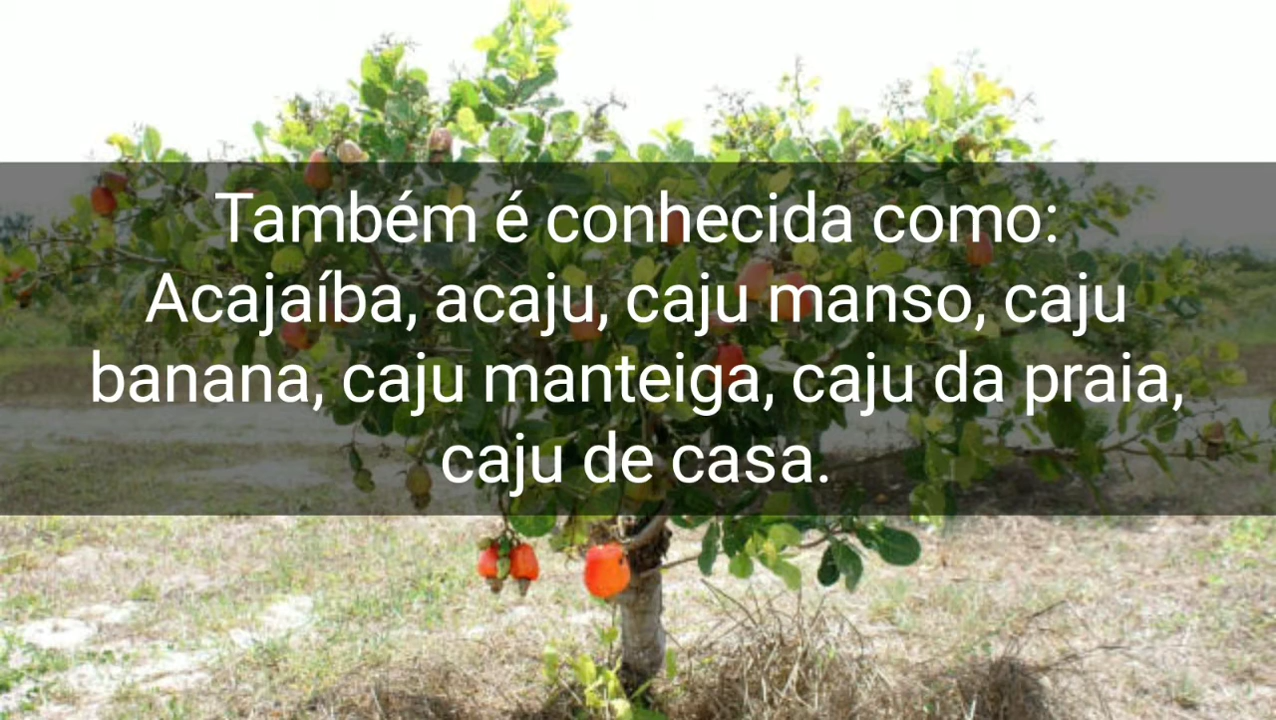 Também é conhecida como:
Acajaíba, acaju, caju manso, caju
banana, caju manteiga, caju da praia,
caju de casa.